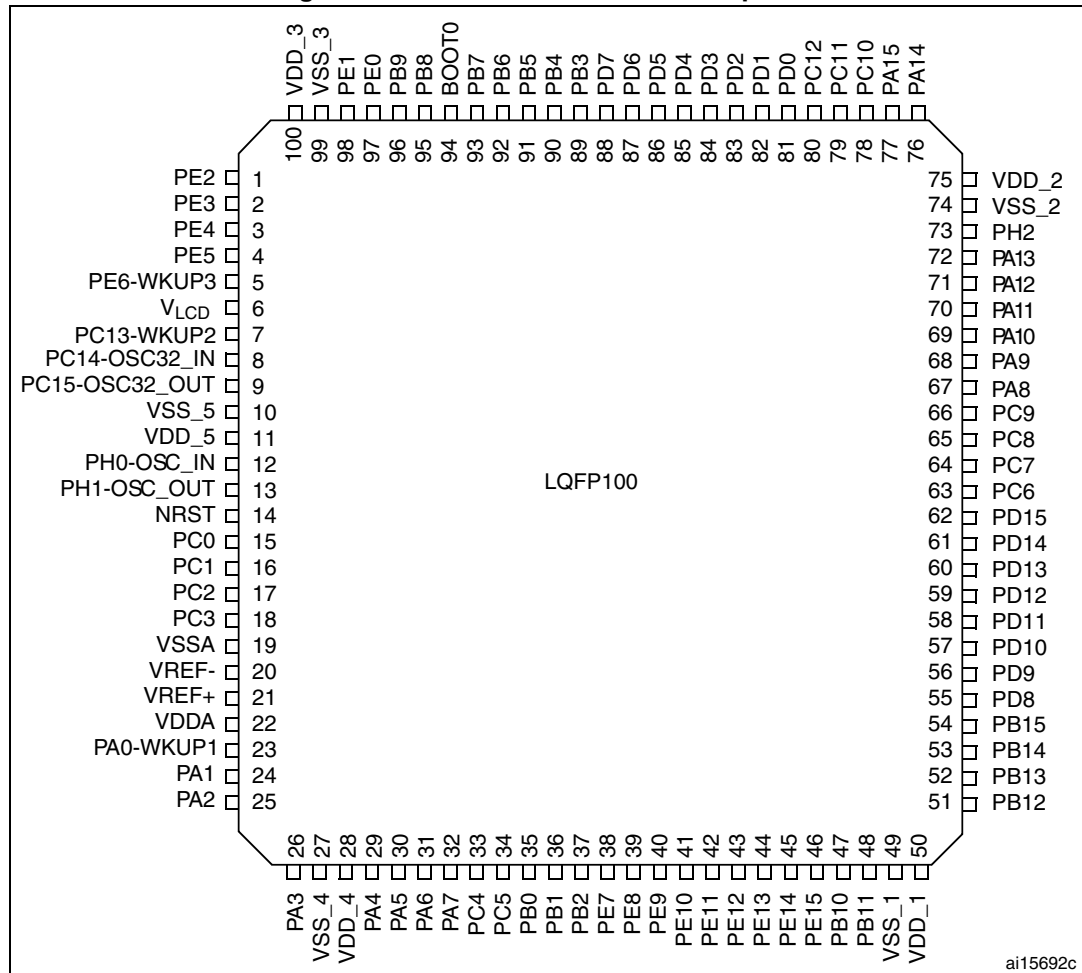 VDD_3
VSS_3
PE1
PE0
PB9
PB8
BOOT0
PB7
PB6
PB5
PB4
PB3
PD7
PD6
PD5
PD4
PD3
PD2
PD1
PD0
PC12
PC11
PC10
PA15
PA14
100
99
98
97
96
95
94
93
92
91
90
89
88
87
86
85
84
83
82
81
80
79
78
77
76
PE2 1
PE3 2
PE4 3
PE5 4
PE6-WKUP3 5
VLCD 6
PC13-WKUP2 7
PC14-OSC32_IN 8
PC15-OSC32_OUT 9
VSS_5 10
VDD_5 11
PH0-OSC_IN 12
PH1-OSC_OUT 13
NRST 14
PC0 15
PC1 16
PC2 17
PC3 18
VSSA 19
VREF- 20
VREF+ 21
VDDA 22
PA0-WKUP1 23
PA1 24
PA2 25
LQFP100
75 VDD_2
74 VSS_2
73 PH2
72 PA13
71 PA12
70 PA11
69 PA10
68 PA9
67 PA8
66 PC9
65 PC8
64 PC7
63 PC6
62 PD15
61 PD14
60 PD13
59 PD12
58 PD11
57 PD10
56 PD9
55 PD8
54 PB15
53 PB14
52 PB13
51 PB12
26
27
28
29
30
31
32
33
34
35
36
37
38
39
40
41
42
43
44
45
46
47
48
49
50
PA3
VSS_4
VDD_4
PA4
PA5
PA6
PA7
PC4
PC5
PB0
PB1
PB2
PE7
PE8
PE9
PE10
PE11
PE12
PE13
PE14
PE15
PB10
PB11
VSS_1
VDD_1
ai15692c